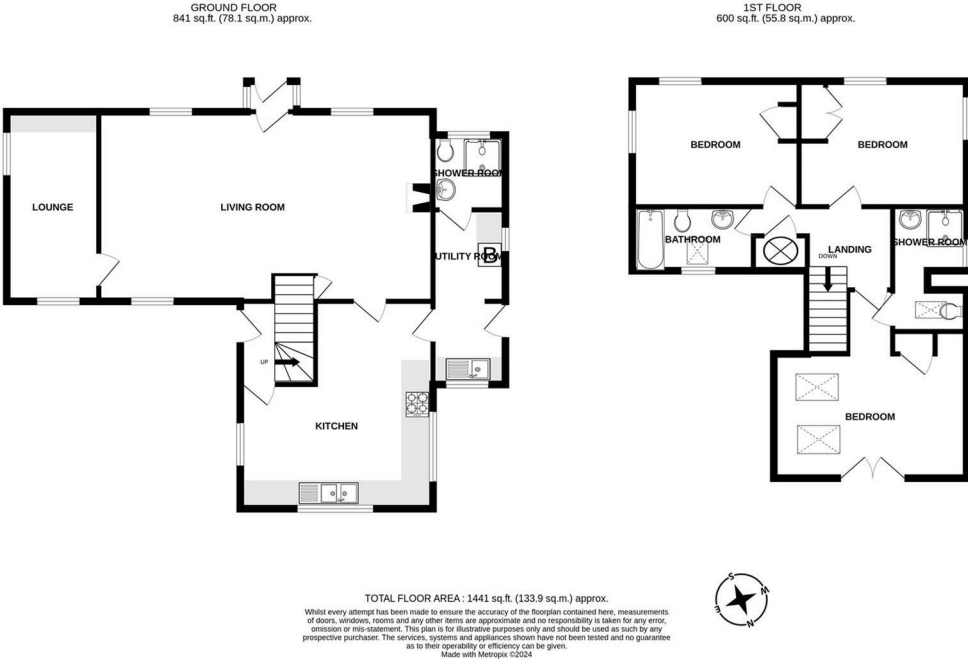 GROUND FLOOR
841 sq.ft. (78.1 sq.m.) approx.
1ST FLOOR
600 sq.ft. (55.8 sq.m.) approx.
LOUNGE
LIVING ROOM
SHOWER ROOM
UTILITY ROOM
B
UP
KITCHEN
BEDROOM
BEDROOM
BATHROOM
LANDING
DOWN
SHOWER ROOM
BEDROOM
S
W
E
N
TOTAL FLOOR AREA : 1441 sq.ft. (133.9 sq.m.) approx.
Whilst every attempt has been made to ensure the accuracy of the floorplan contained here, measurements
of doors, windows, rooms and any other items are approximate and no responsibility is taken for any error,
omission or mis-statement. This plan is for illustrative purposes only and should be used as such by any
prospective purchaser. The services, systems and appliances shown have not been tested and no guarantee
as to their operability or efficiency can be given.
Made with Metropix ©2024